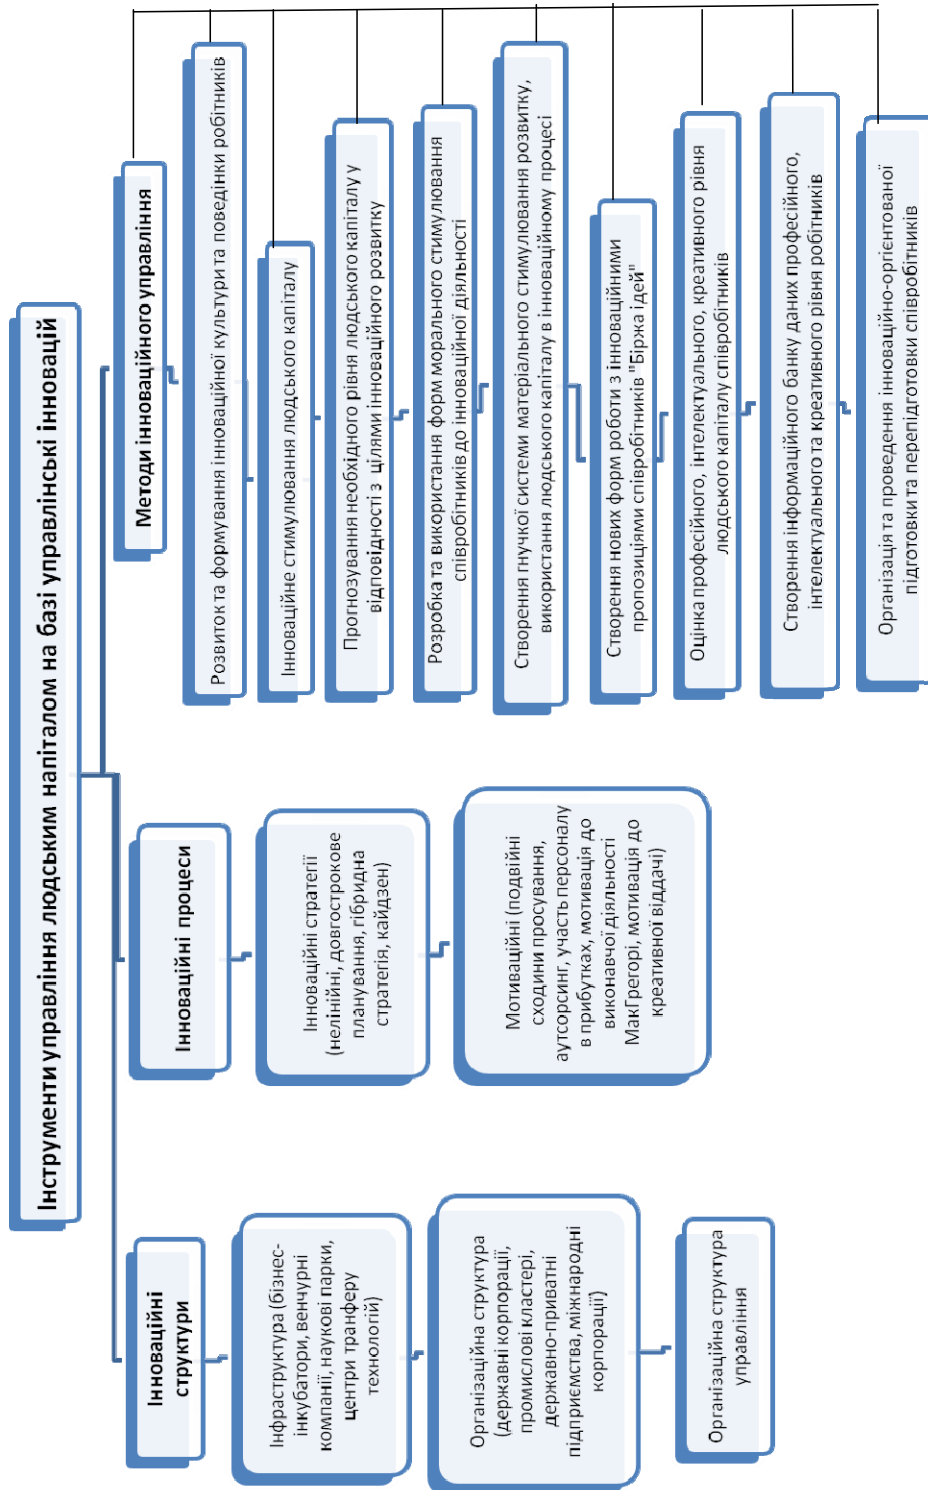 Інструменти управління людським напіталом на базі управлінські інновацій
Інноваційні
структури
Інфраструктура (бізнес-
інкубатори, венчурні
компанії, наукові парки,
центри транферу
технологій)
Організаційна структура
(державні корпорації,
промислові кластері,
державно-приватні
підприємства, міжнародні
корпорації)
Організаційна структура
управління
Інноваційні процеси
Інноваційні стратегії
(нелінійні, довгострокове
планування, гібридна
стратегія, кайдзен)
Мотиваційні (подвійні
сходини просування,
аутсорсинг, участь персоналу
в прибутках, мотивація до
виконавчої діяльності
МакГрегорі, мотивація до
креативної віддачі)
Методи інноваційного управління
Розвиток та формування інноваційної культури та поведінки робітників
Інноваційне стимулювання людського капіталу
Прогнозування необхідного рівня людського капіталу у
відповідності з цілями інноваційного розвитку
Розробка та використання форм морального стимулювання
співробітників до інноваційної діяльності
Створення гнучкої системи матеріального стимулювання розвитку,
використання людського капіталу в інноваційному процесі
Створення нових форм роботи з інноваційними
пропозиціями співробітників "Біржа ідей"
Оцінка професійного, інтелектуального, креативного рівня
людського капіталу співробітників
Створення інформаційного банку даних професійного,
інтелектуального та креативного рівня робітників
Організація та проведення інноваційно-орієнтованої
підготовки та перепідготовки співробітників